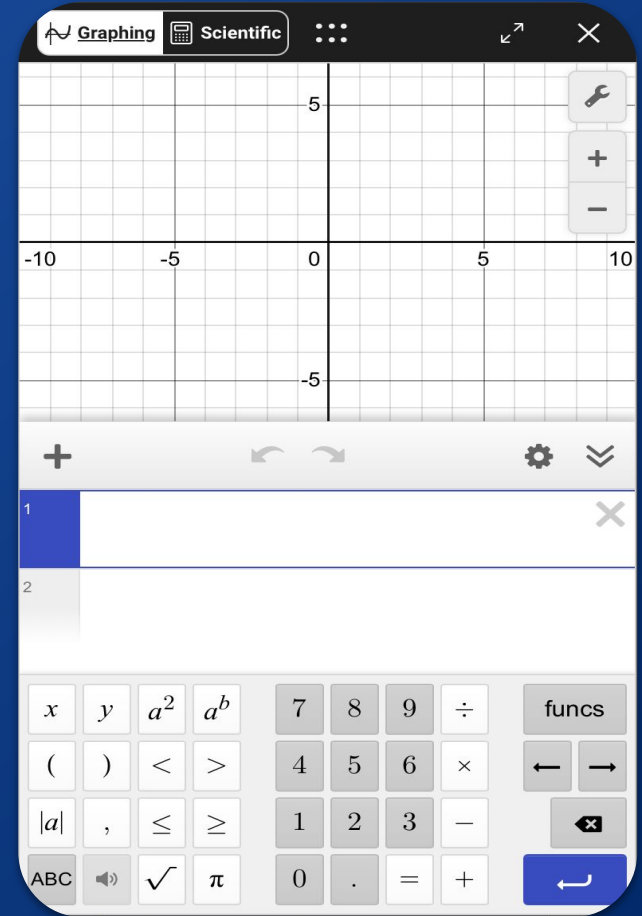 Graphing Scientific
5
-10 -5 0 5 10
-5
1
2
x y a² aᵇ 7 8 9 ÷ funcs
( ) < > 4 5 6 × ← →
|a| , ≤ ≥ 1 2 3 −
ABC √ π 0 . = +